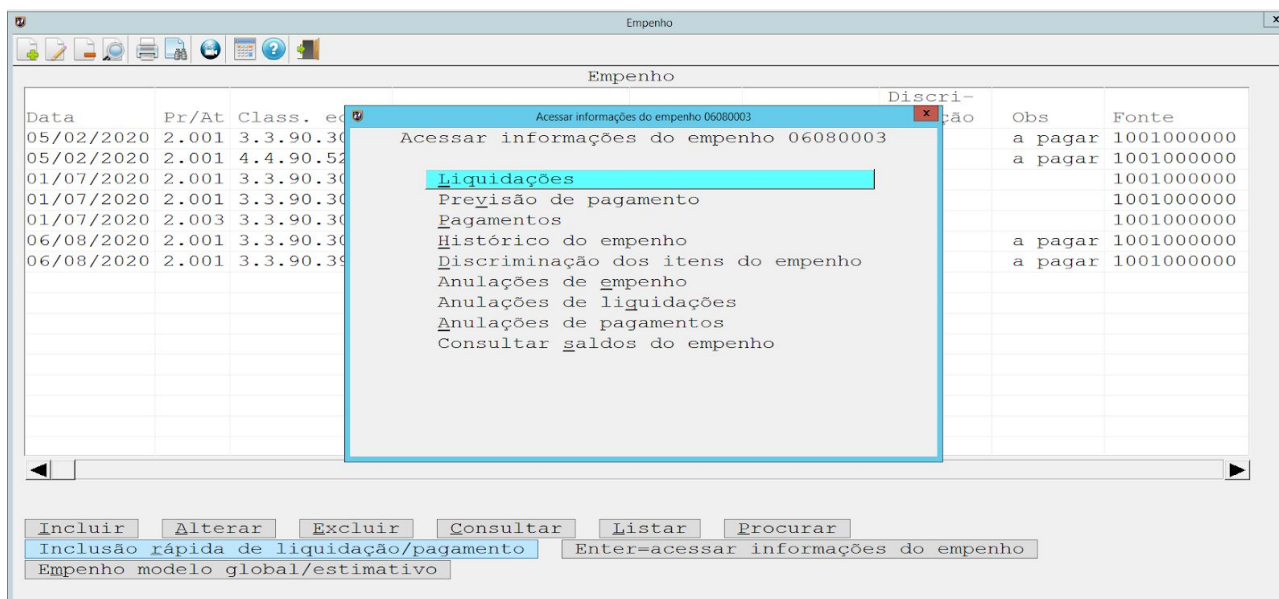 Empenho
x
Empenho
Discri-
Data Pr/At Class. ec ção Obs Fonte
05/02/2020 2.001 3.3.90.30 a pagar 1001000000
05/02/2020 2.001 4.4.90.52 a pagar 1001000000
01/07/2020 2.001 3.3.90.30 1001000000
01/07/2020 2.001 3.3.90.30 1001000000
01/07/2020 2.003 3.3.90.30 1001000000
06/08/2020 2.001 3.3.90.30 a pagar 1001000000
06/08/2020 2.001 3.3.90.39 a pagar 1001000000
Acessar informações do empenho 06080003
x
Acessar informações do empenho 06080003
Liquidações
Previsão de pagamento
Pagamentos
Histórico do empenho
Discriminação dos itens do empenho
Anulações de empenho
Anulações de liquidações
Anulações de pagamentos
Consultar saldos do empenho
Incluir Alterar Excluir Consultar Listar Procurar
Inclusão rápida de liquidação/pagamento Enter=acessar informações do empenho
Empenho modelo global/estimativo